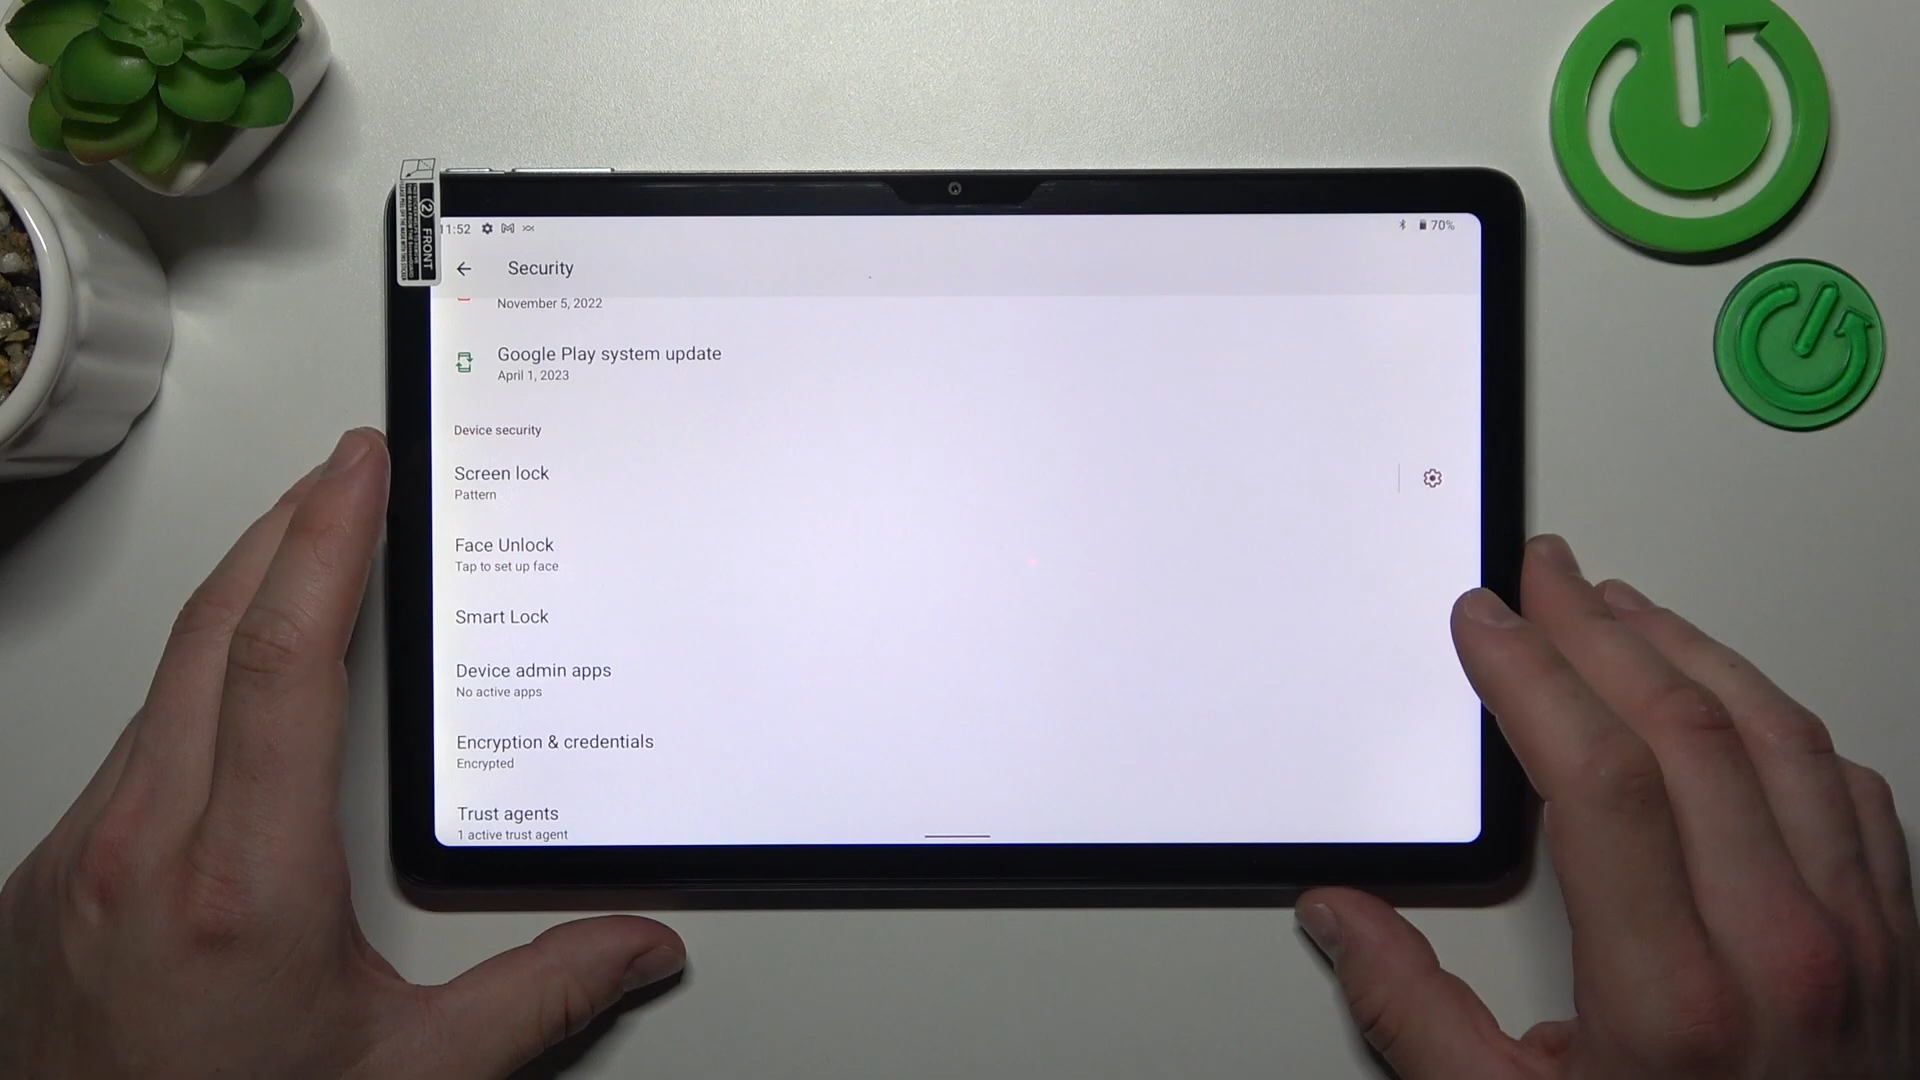 11:52
70%
Security
November 5, 2022
Google Play system update
April 1, 2023
Device security
Screen lock
Pattern
Face Unlock
Tap to set up face
Smart Lock
Device admin apps
No active apps
Encryption & credentials
Encrypted
Trust agents
1 active trust agent
② FRONT